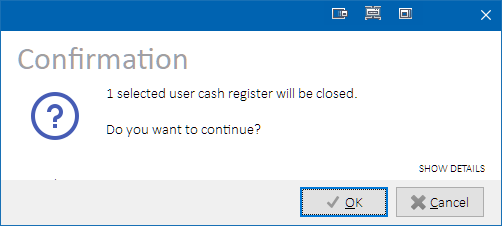 Confirmation
1 selected user cash register will be closed.
Do you want to continue?
SHOW DETAILS
OK
Cancel